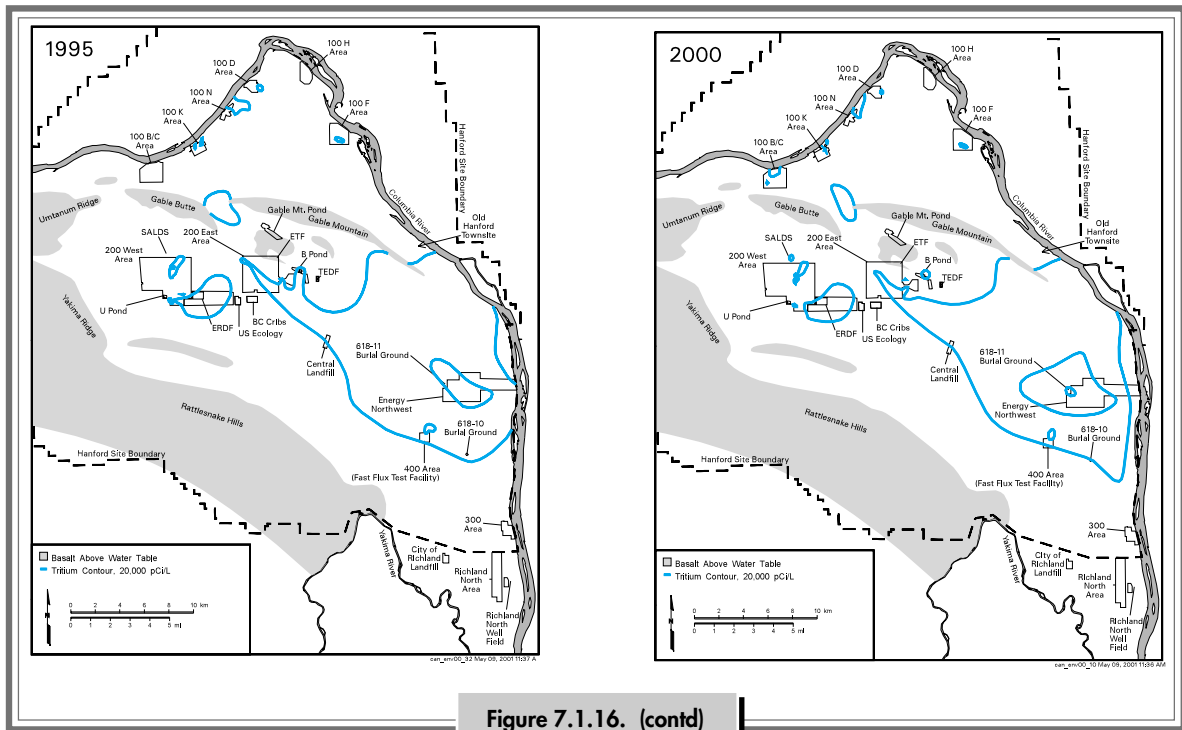 1995
100 H
Area
100 D
Area
100 N
Area
100 K
Area
100 F
Area
100 B/C
Area
Hanford Site Boundary
Columbia River
Old
Hanford
Townsite
Umtanum Ridge
Gable Butte
Gable Mt. Pond
Gable Mountain
200 East
Area
ETF
SALDS
200 West
Area
B Pond
TEDF
U Pond
ERDF
US Ecology
BC Cribs
Yakima Ridge
Central
Landfill
618-11
Burial Ground
Energy
Northwest
Rattlesnake Hills
618-10
Burial Ground
Hanford Site Boundary
400 Area
(Fast Flux Test Facility)
300
Area
Yakima River
City of
Richland
Landfill
Richland
North
Area
Richland
North
Well
Field
Basalt Above Water Table
Tritium Contour, 20,000 pCi/L
0 2 4 6 8 10 km
0 1 2 3 4 5 mi
can_env00_32 May 09, 2001 11:37 A
2000
100 H
Area
100 D
Area
100 N
Area
100 K
Area
100 F
Area
100 B/C
Area
Hanford Site Boundary
Columbia River
Old
Hanford
Townsite
Umtanum Ridge
Gable Butte
Gable Mt. Pond
Gable Mountain
200 East
Area
ETF
SALDS
200 West
Area
B Pond
TEDF
U Pond
ERDF
US Ecology
BC Cribs
Yakima Ridge
Central
Landfill
618-11
Burial Ground
Energy
Northwest
Rattlesnake Hills
618-10
Burial Ground
Hanford Site Boundary
400 Area
(Fast Flux Test Facility)
300
Area
Yakima River
City of
Richland
Landfill
Richland
North
Area
Richland
North
Well
Field
Basalt Above Water Table
Tritium Contour, 20,000 pCi/L
0 2 4 6 8 10 km
0 1 2 3 4 5 mi
can_env00_10 May 09, 2001 11:36 AM
Figure 7.1.16. (contd)